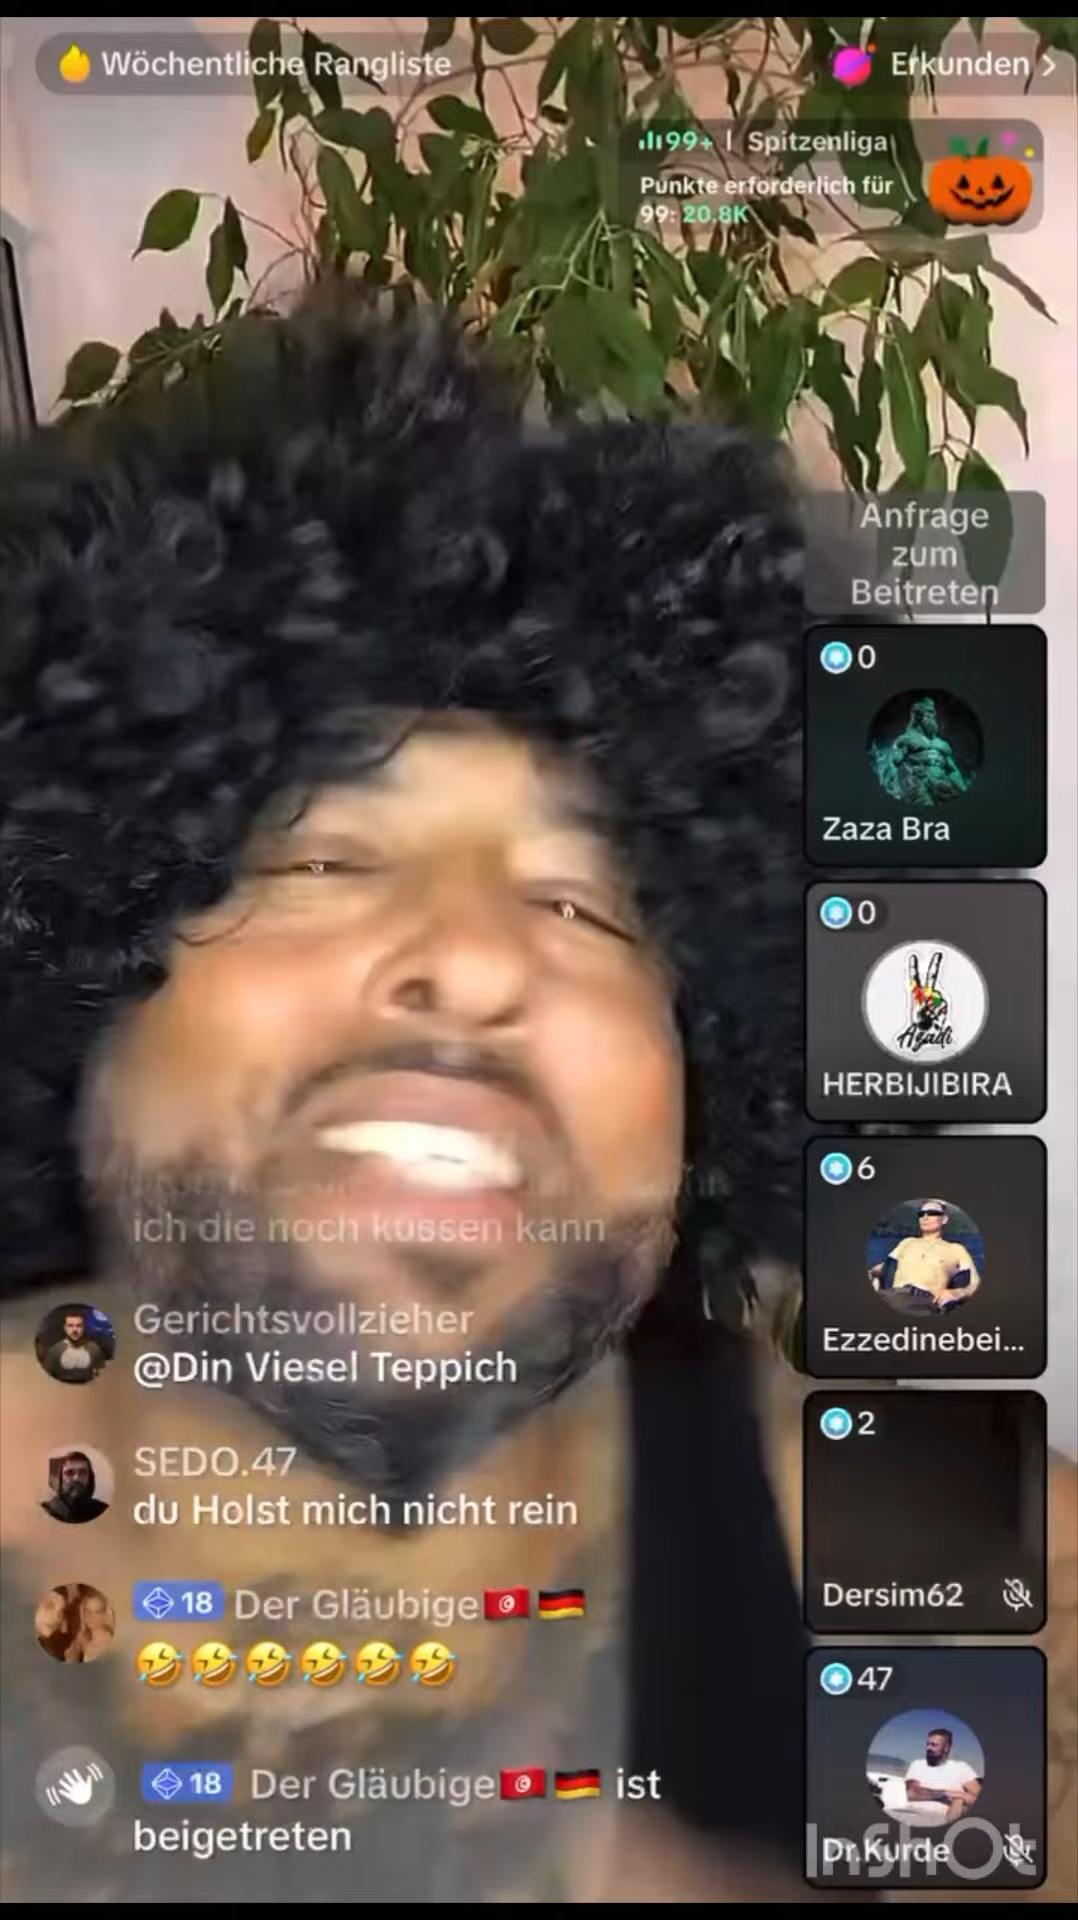 Wöchentliche Rangliste
Erkunden >
99+ | Spitzenliga
Punkte erforderlich für
99: 20.8K
Anfrage
zum
Beitreten
0
Zaza Bra
0
Azadi
HERBIJIBIRA
6
Ezzedinebei...
2
Dersim62
47
Dr.Kurde
ich die noch küssen kann
Gerichtsvollzieher
@Din Viesel Teppich
SEDO.47
du Holst mich nicht rein
18 Der Gläubige🇹🇳🇩🇪
🤣🤣🤣🤣🤣🤣
18 Der Gläubige🇹🇳🇩🇪 ist
beigetreten
InShOt